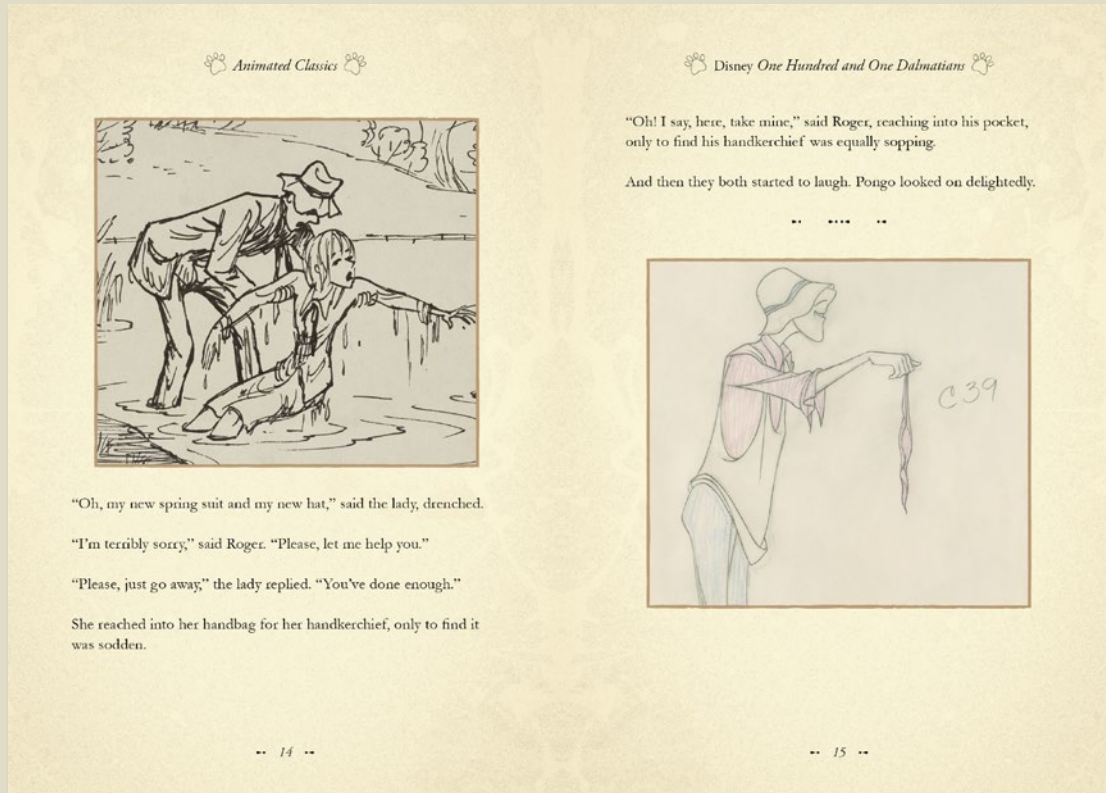 Animated Classics
"Oh, my new spring suit and my new hat," said the lady, drenched.
"I'm terribly sorry," said Roger. "Please, let me help you."
"Please, just go away," the lady replied. "You've done enough."
She reached into her handbag for her handkerchief, only to find it
was sodden.
14
Disney One Hundred and One Dalmatians
"Oh! I say, here, take mine," said Roger, reaching into his pocket,
only to find his handkerchief was equally sopping.
And then they both started to laugh. Pongo looked on delightedly.
C39
15